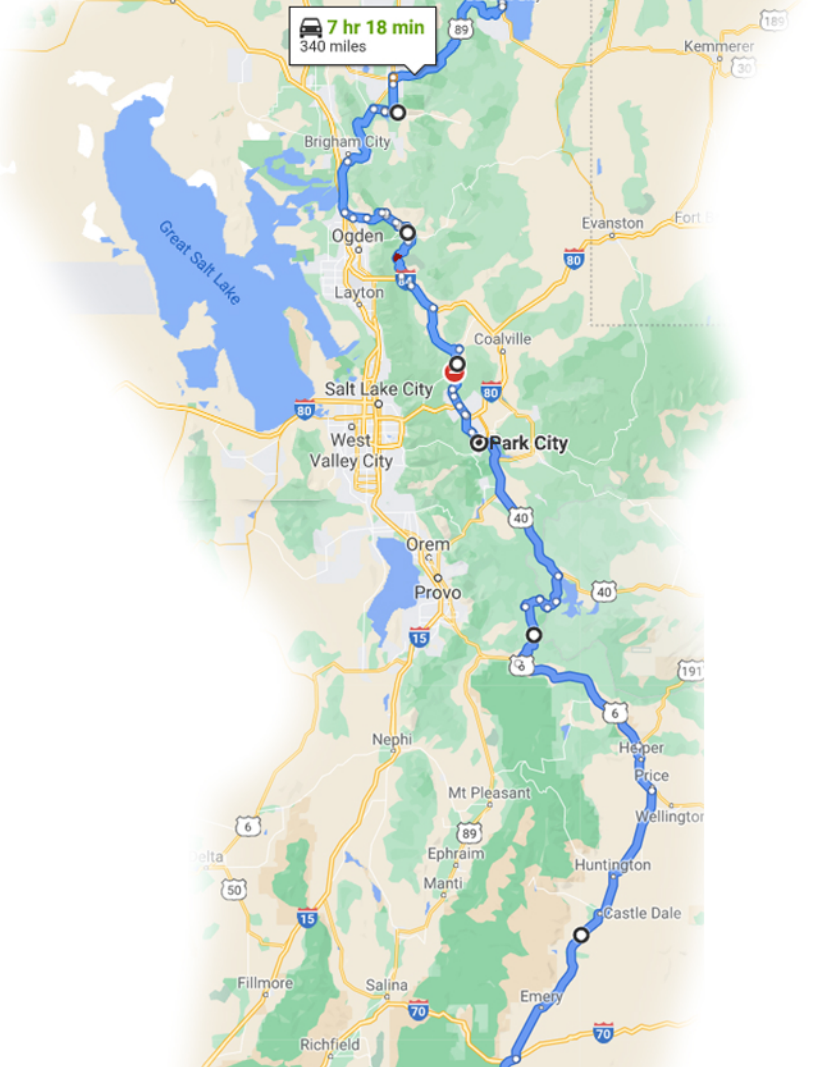 7 hr 18 min
340 miles
89
189
Kemmerer
30
Brigham City
Great Salt Lake
Evanston
Fort
Ogden
80
84
Layton
Coalville
Salt Lake City
80
80
West
Valley City
Park City
40
Orem
40
Provo
15
6
191
6
Nephi
Helper
Price
Mt Pleasant
Wellington
6
89
Ephraim
Delta
Huntington
50
Manti
15
Castle Dale
Fillmore
Salina
Emery
70
70
Richfield